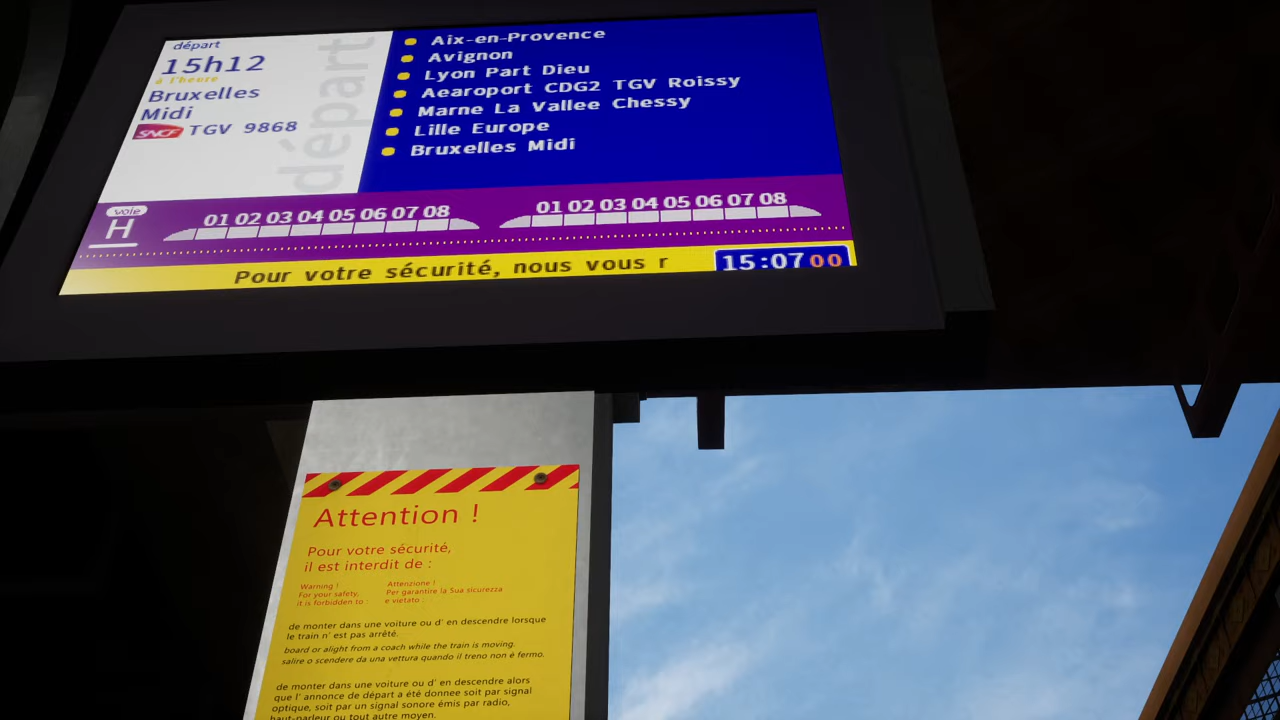 départ
15h12
à l'heure
Bruxelles
Midi
SNCF TGV 9868
départ
Aix-en-Provence
Avignon
Lyon Part Dieu
Aearoport CDG2 TGV Roissy
Marne La Vallee Chessy
Lille Europe
Bruxelles Midi
voie
H
01 02 03 04 05 06 07 08
01 02 03 04 05 06 07 08
Pour votre sécurité, nous vous r
15:07 00
Attention !
Pour votre sécurité,
il est interdit de :
Warning !
For your safety,
it is forbidden to :
Attenzione !
Per garantire la Sua sicurezza
e vietato :
de monter dans une voiture ou d' en descendre lorsque
le train n' est pas arrêté.
board or alight from a coach while the train is moving.
salire o scendere da una vettura quando il treno non è fermo.
de monter dans une voiture ou d' en descendre alors
que l' annonce de départ a été donnee soit par signal
optique, soit par un signal sonore émis par radio,
haut-parleur ou tout autre moyen.